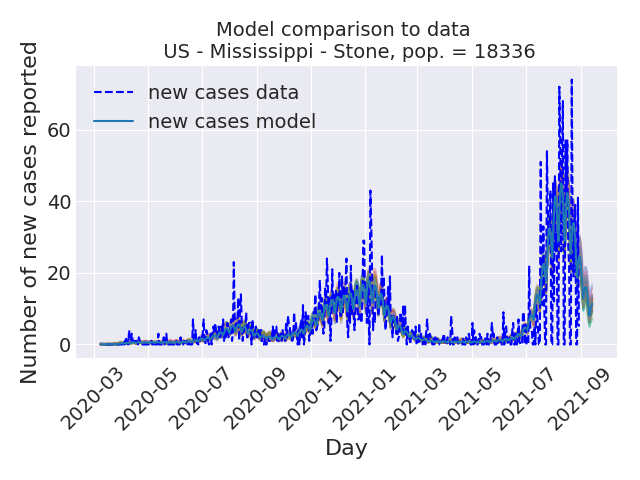 Model comparison to data
US - Mississippi - Stone, pop. = 18336
Number of new cases reported
new cases data
new cases model
60
40
20
0
2020-03
2020-05
2020-07
2020-09
2020-11
2021-01
2021-03
2021-05
2021-07
2021-09
Day